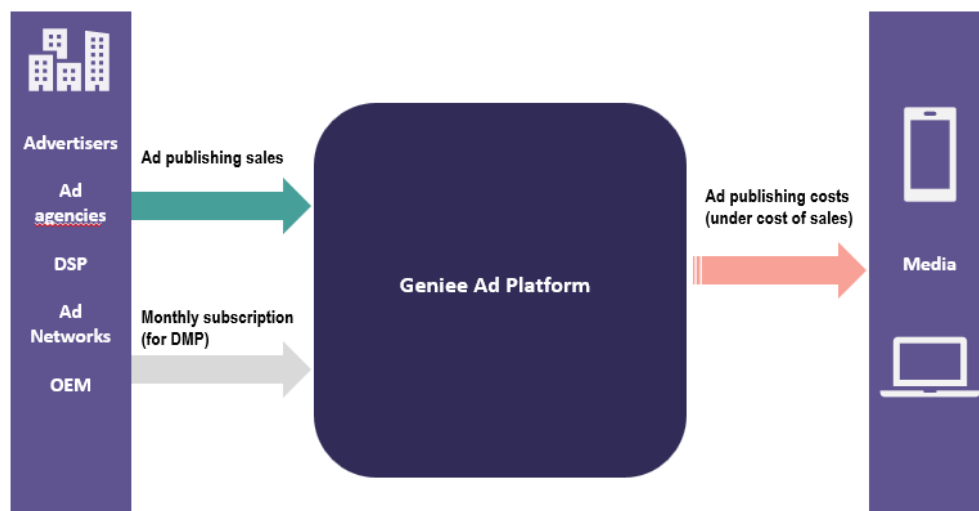 Advertisers
Ad
agencies
DSP
Ad
Networks
OEM
Ad publishing sales
Monthly subscription
(for DMP)
Geniee Ad Platform
Ad publishing costs
(under cost of sales)
Media